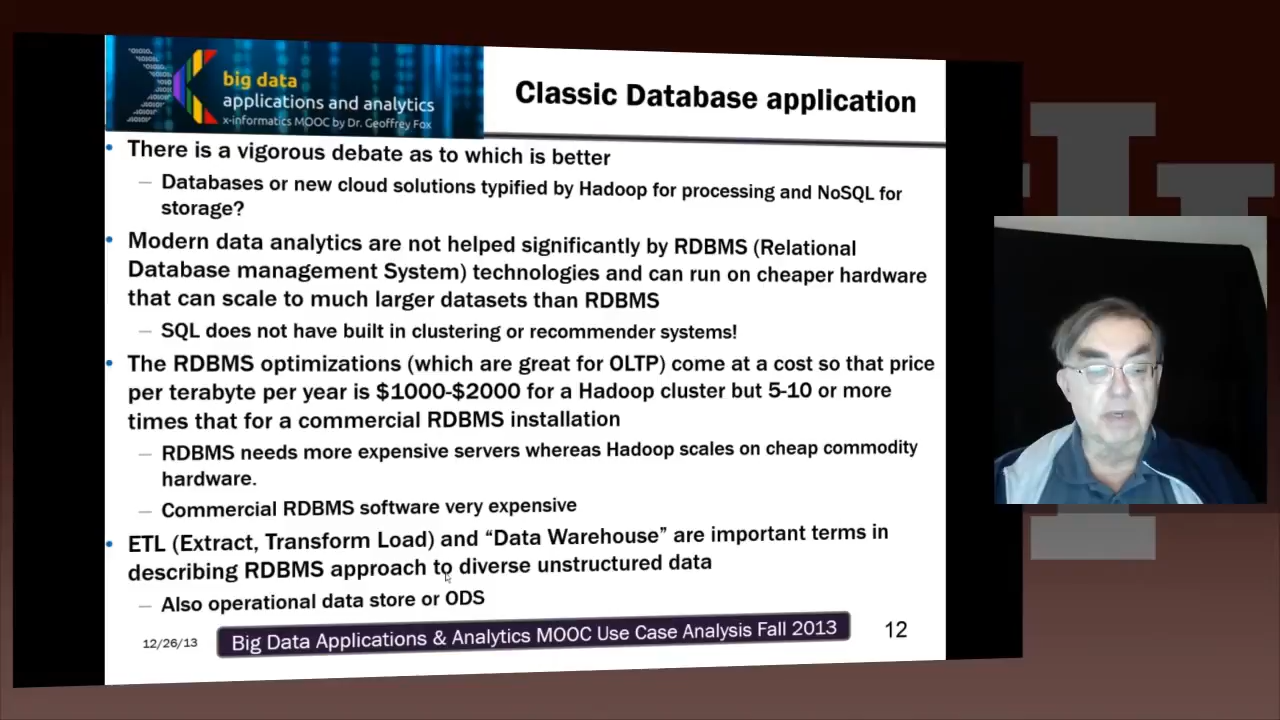 big data
applications and analytics
x-informatics MOOC by Dr. Geoffrey Fox
Classic Database application
• There is a vigorous debate as to which is better
– Databases or new cloud solutions typified by Hadoop for processing and NoSQL for
storage?
• Modern data analytics are not helped significantly by RDBMS (Relational
Database management System) technologies and can run on cheaper hardware
that can scale to much larger datasets than RDBMS
– SQL does not have built in clustering or recommender systems!
• The RDBMS optimizations (which are great for OLTP) come at a cost so that price
per terabyte per year is $1000-$2000 for a Hadoop cluster but 5-10 or more
times that for a commercial RDBMS installation
– RDBMS needs more expensive servers whereas Hadoop scales on cheap commodity
hardware.
– Commercial RDBMS software very expensive
• ETL (Extract, Transform Load) and “Data Warehouse” are important terms in
describing RDBMS approach to diverse unstructured data
– Also operational data store or ODS
12/26/13
Big Data Applications & Analytics MOOC Use Case Analysis Fall 2013
12